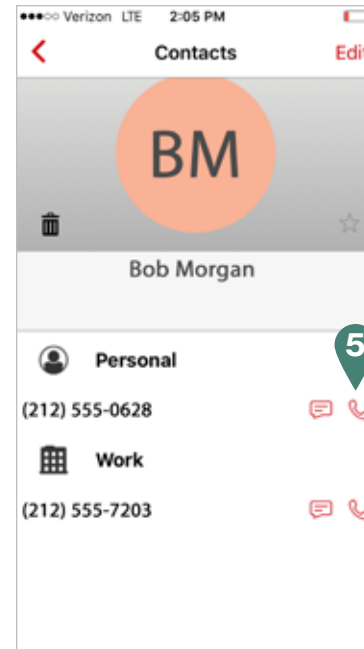 Verizon LTE 2:05 PM
Contacts Edit
BM
Bob Morgan
Personal
5
(212) 555-0628
Work
(212) 555-7203